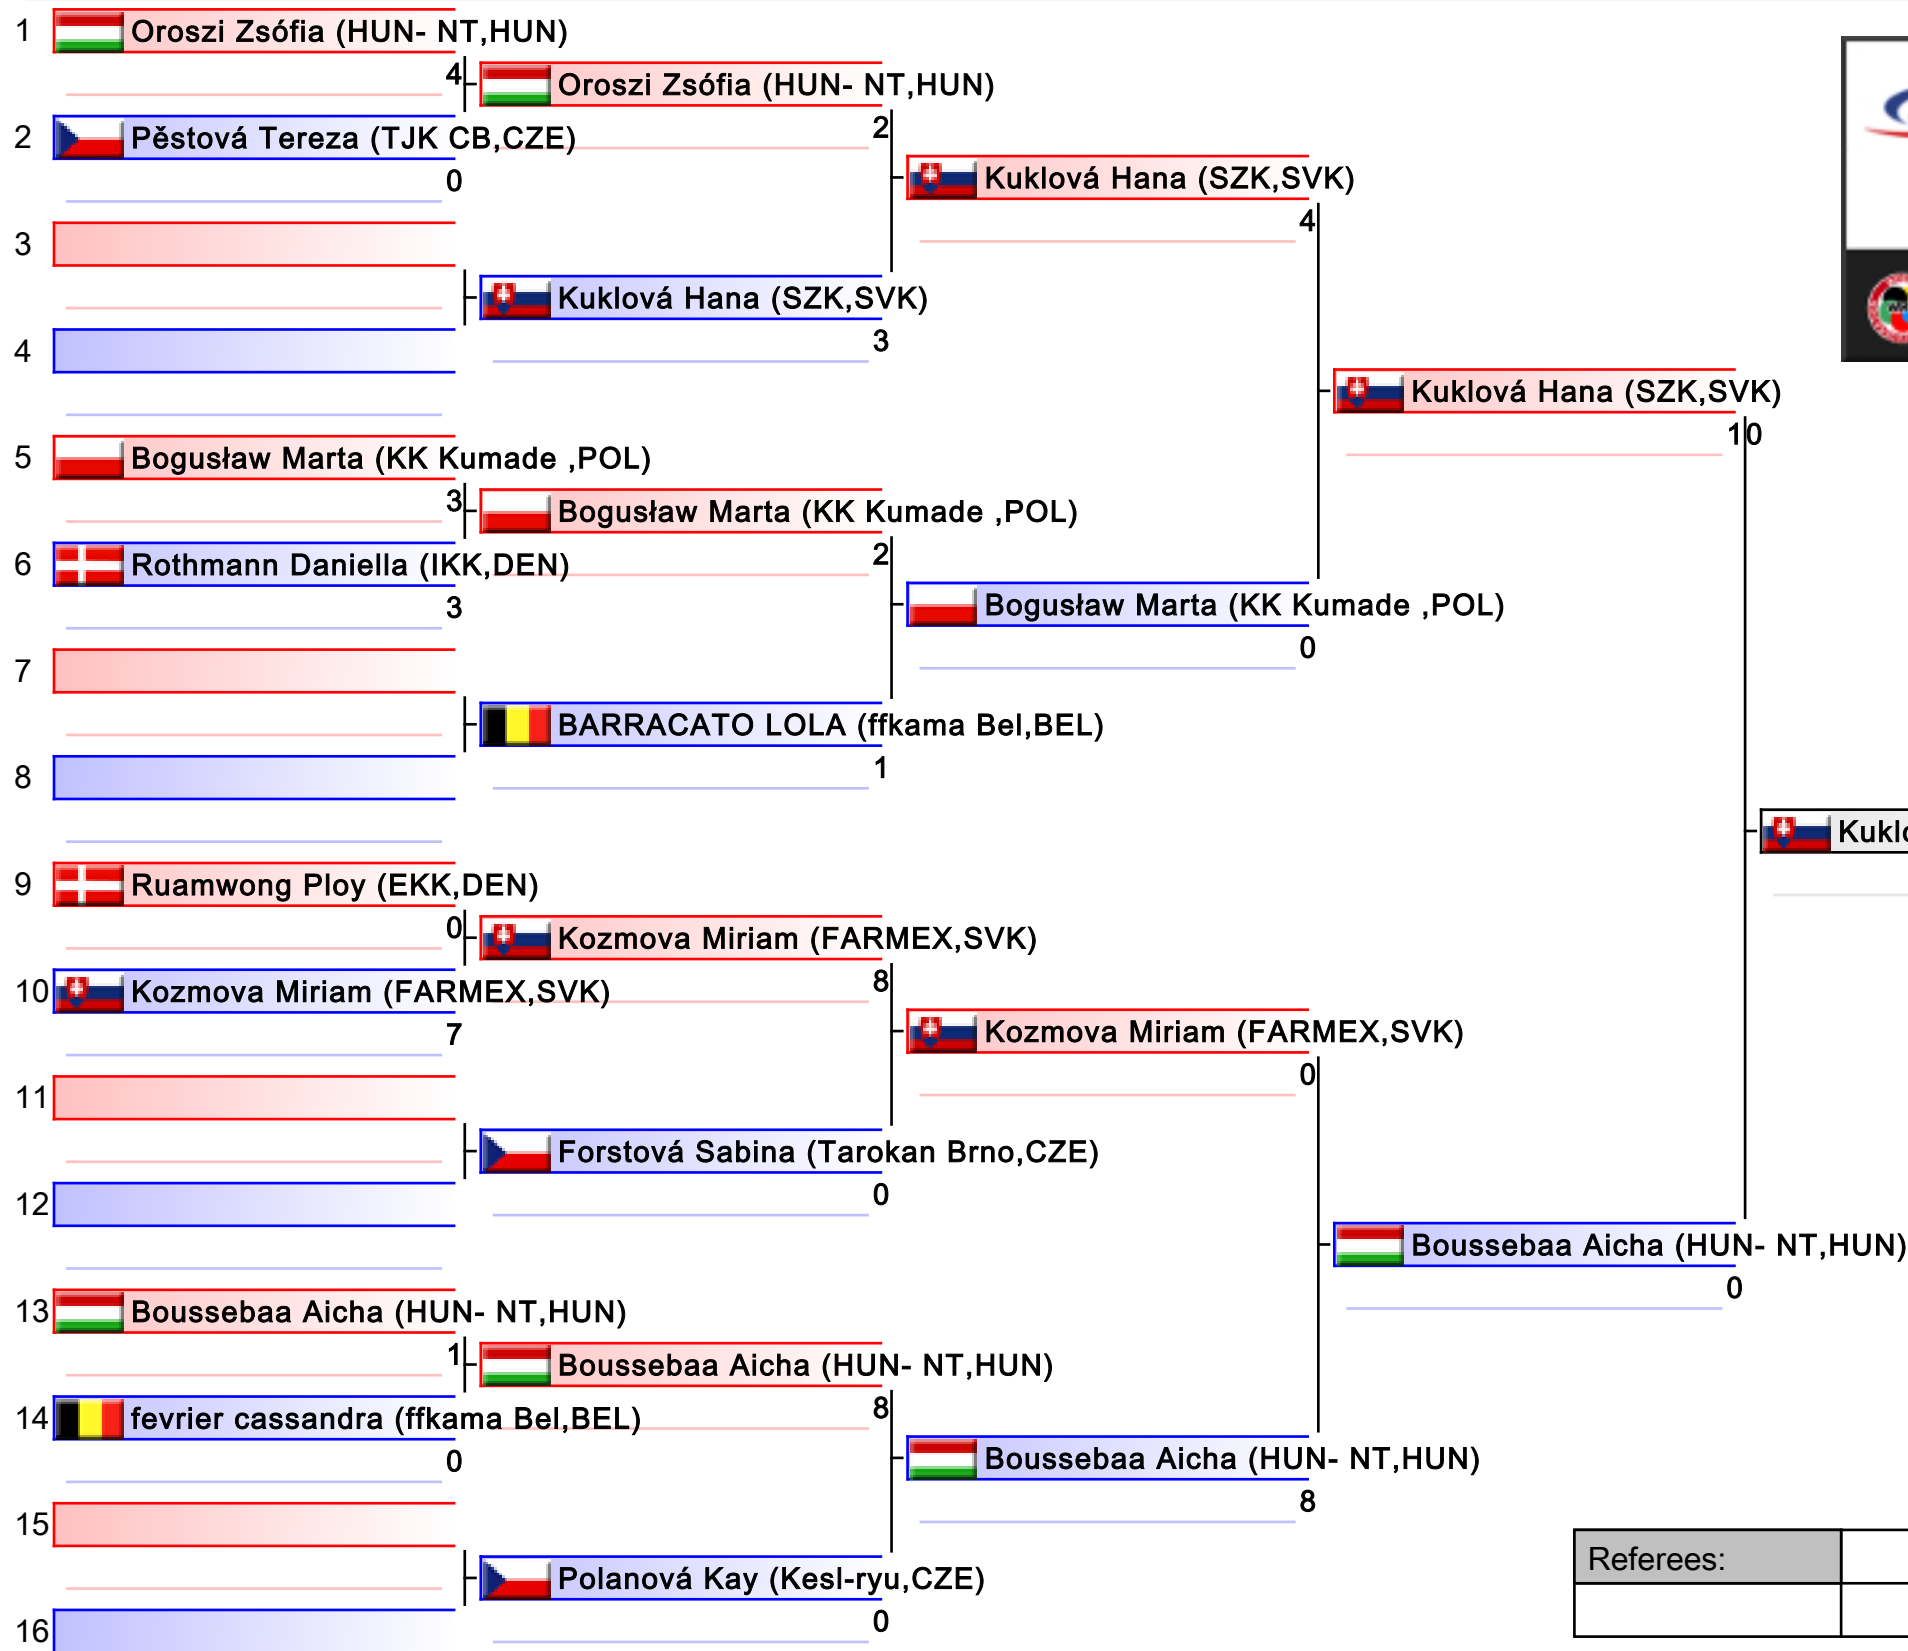 1 Oroszi Zsófia (HUN- NT,HUN)
4 Oroszi Zsófia (HUN- NT,HUN)
2 Pěstová Tereza (TJK CB,CZE)
2
0
Kuklová Hana (SZK,SVK)
4
3
Kuklová Hana (SZK,SVK)
3
4
Kuklová Hana (SZK,SVK)
10
5 Bogusław Marta (KK Kumade ,POL)
3 Bogusław Marta (KK Kumade ,POL)
6 Rothmann Daniella (IKK,DEN)
2
3
Bogusław Marta (KK Kumade ,POL)
0
7
BARRACATO LOLA (ffkama Bel,BEL)
1
8
9 Ruamwong Ploy (EKK,DEN)
0 Kozmova Miriam (FARMEX,SVK)
10 Kozmova Miriam (FARMEX,SVK)
8
7
Kozmova Miriam (FARMEX,SVK)
0
11
Forstová Sabina (Tarokan Brno,CZE)
0
12
Boussebaa Aicha (HUN- NT,HUN)
0
13 Boussebaa Aicha (HUN- NT,HUN)
1 Boussebaa Aicha (HUN- NT,HUN)
14 fevrier cassandra (ffkama Bel,BEL)
8
0
Boussebaa Aicha (HUN- NT,HUN)
8
15
Polanová Kay (Kesl-ryu,CZE)
0
16
Referees: